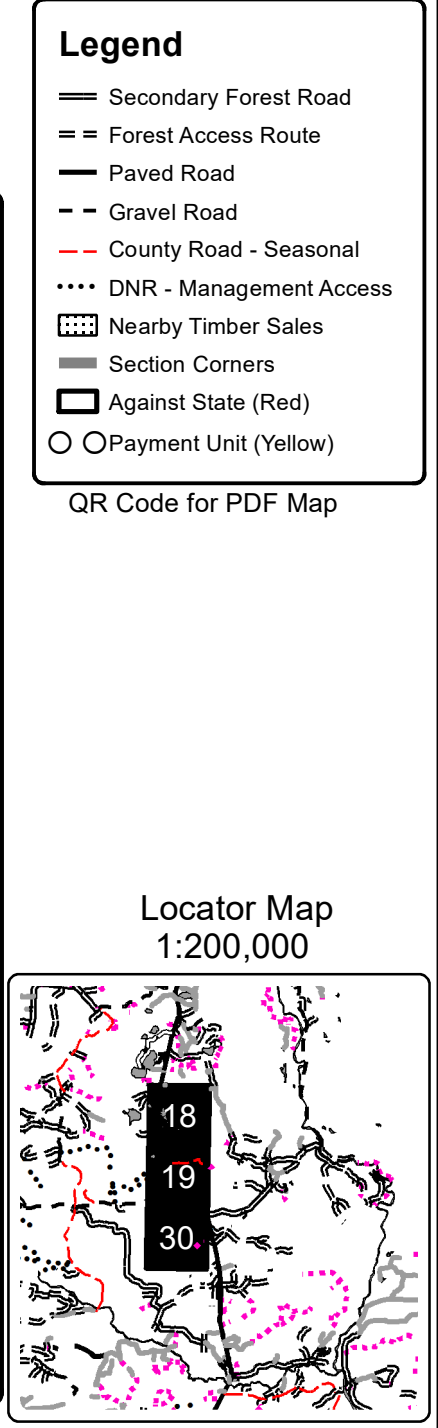 Legend
Secondary Forest Road
Forest Access Route
Paved Road
Gravel Road
County Road - Seasonal
DNR - Management Access
Nearby Timber Sales
Section Corners
Against State (Red)
Payment Unit (Yellow)
QR Code for PDF Map
Locator Map
1:200,000
18
19
30